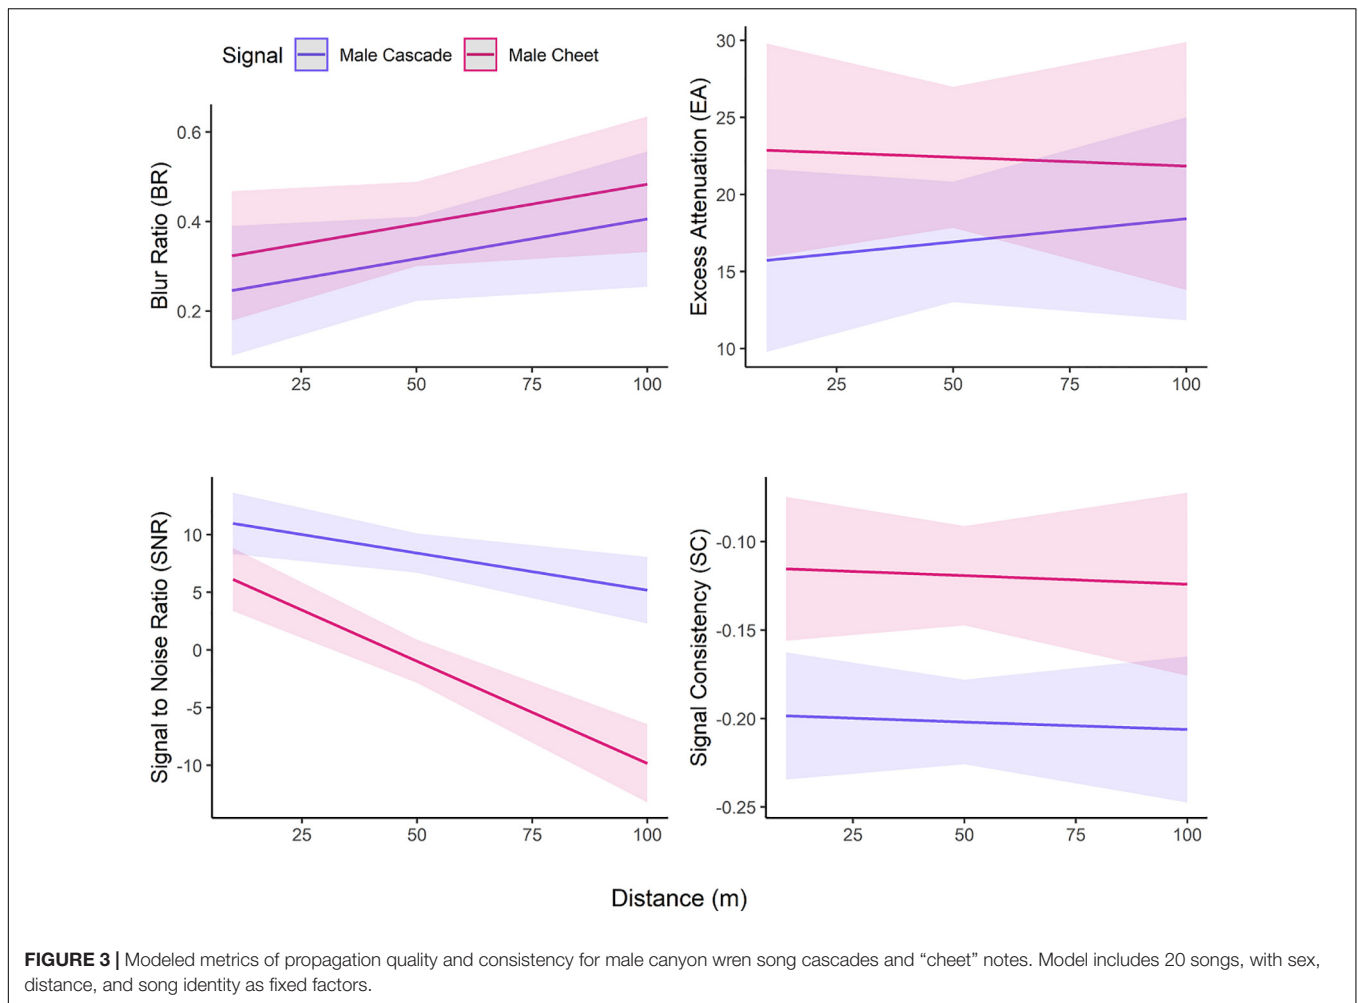 Signal Male Cascade Male Cheet
Blur Ratio (BR)
0.6
0.4
0.2
25 50 75 100
Excess Attenuation (EA)
30
25
20
15
10
25 50 75 100
Signal to Noise Ratio (SNR)
10
5
0
-5
-10
25 50 75 100
Signal Consistency (SC)
-0.10
-0.15
-0.20
-0.25
25 50 75 100
Distance (m)
FIGURE 3 | Modeled metrics of propagation quality and consistency for male canyon wren song cascades and “cheet” notes. Model includes 20 songs, with sex,
distance, and song identity as fixed factors.